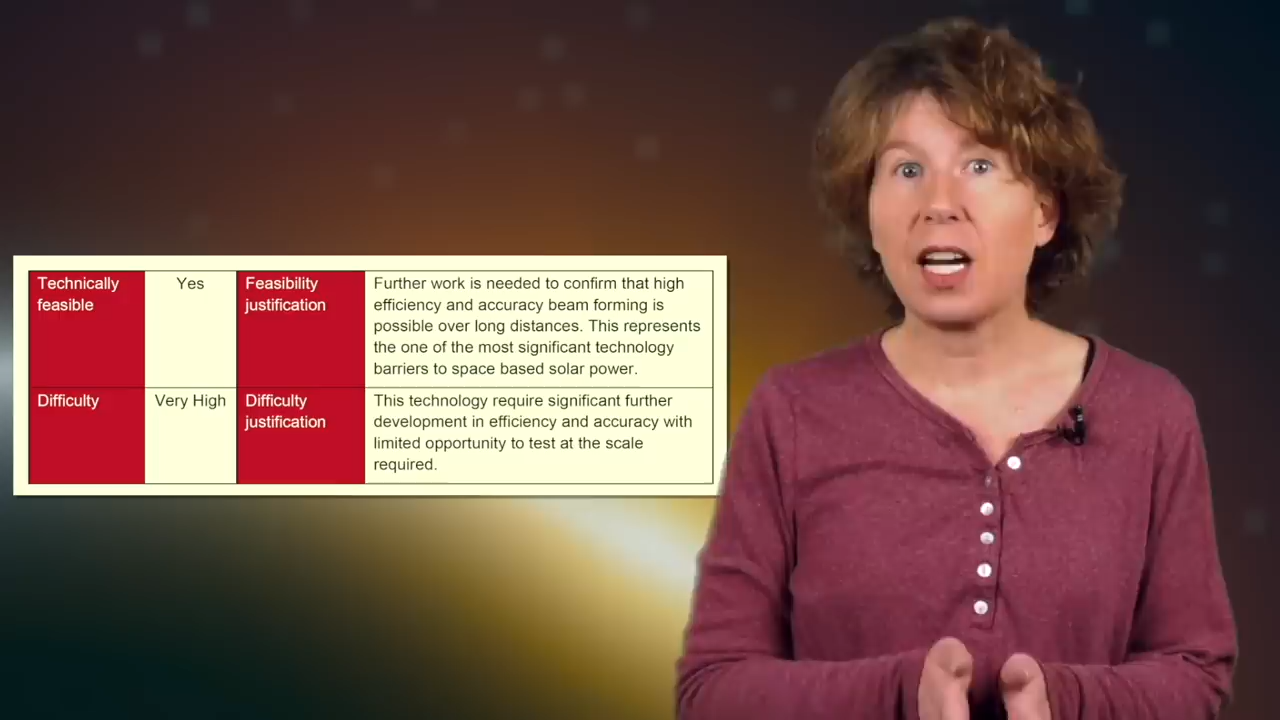 Technically
feasible
Yes
Feasibility
justification
Further work is needed to confirm that high
efficiency and accuracy beam forming is
possible over long distances. This represents
the one of the most significant technology
barriers to space based solar power.
Difficulty
Very High
Difficulty
justification
This technology require significant further
development in efficiency and accuracy with
limited opportunity to test at the scale
required.